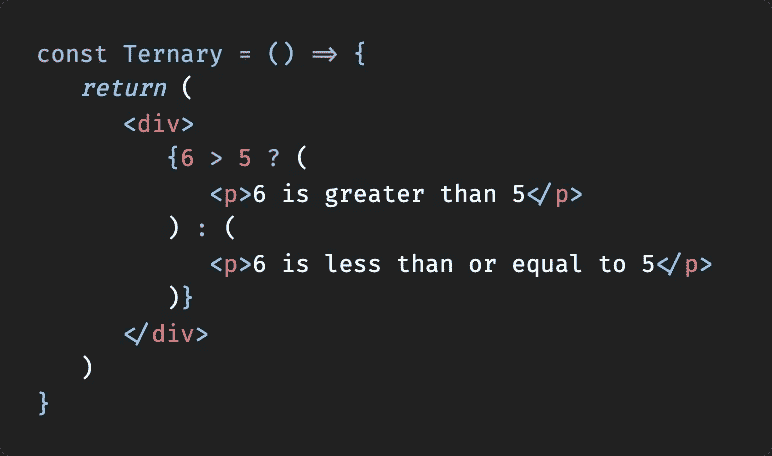 const Ternary = () => {
return (
<div>
{6 > 5 ? (
<p>6 is greater than 5</p>
) : (
<p>6 is less than or equal to 5</p>
)}
</div>
)
}